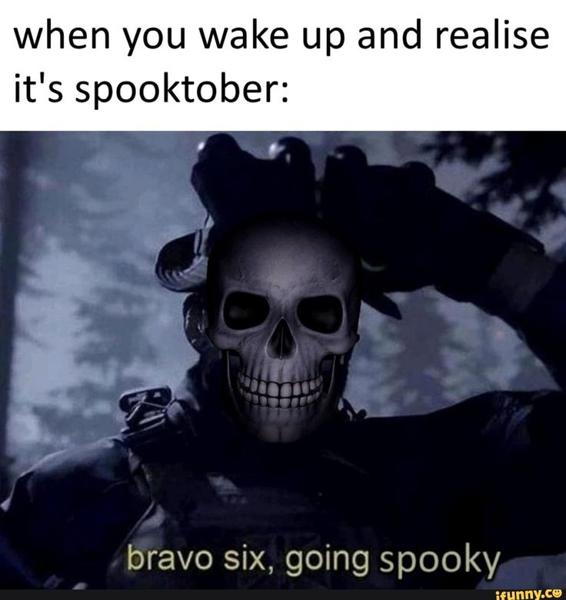 when you wake up and realise
it's spooktober:
bravo six, going spooky
ifunny.co